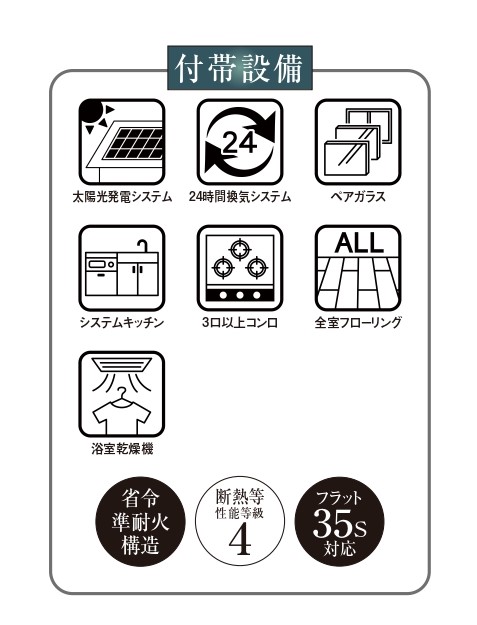 付帯設備
24
太陽光発電システム
24時間換気システム
ペアガラス
ALL
システムキッチン
3口以上コンロ
全室フローリング
浴室乾燥機
省令
準耐火
構造
断熱等
性能等級
4
フラット
35S
対応